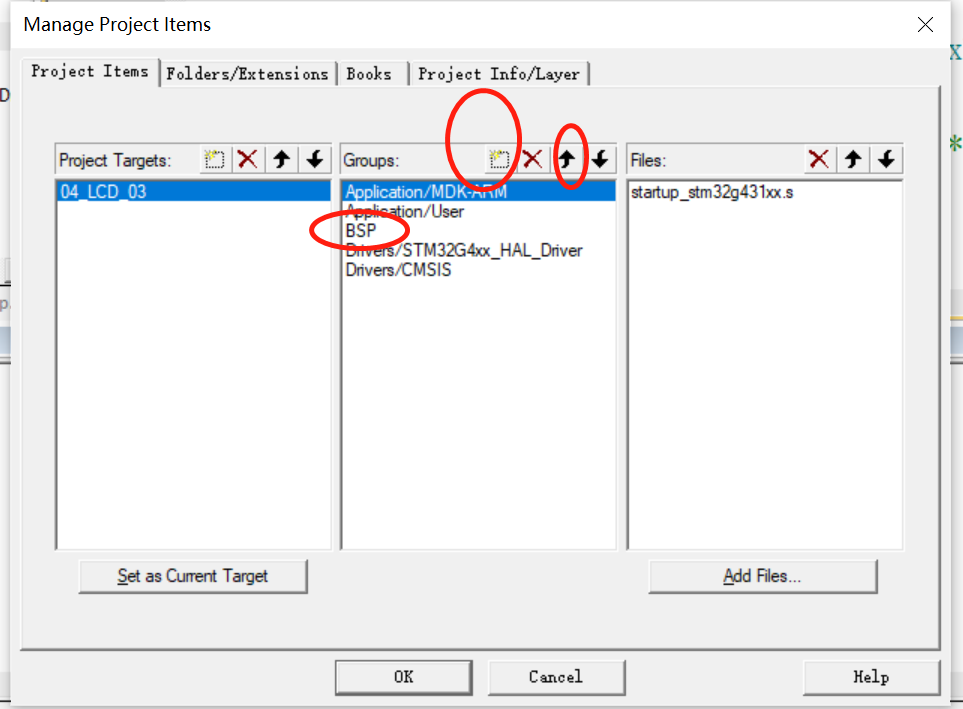 Manage Project Items
Project Items Folders/Extensions Books Project Info/Layer
Project Targets:
04_LCD_03
Set as Current Target
Groups:
Application/MDK-ARM
Application/User
BSP
Drivers/STM32G4xx_HAL_Driver
Drivers/CMSIS
Files:
startup_stm32g431xx.s
Add Files...
OK Cancel Help